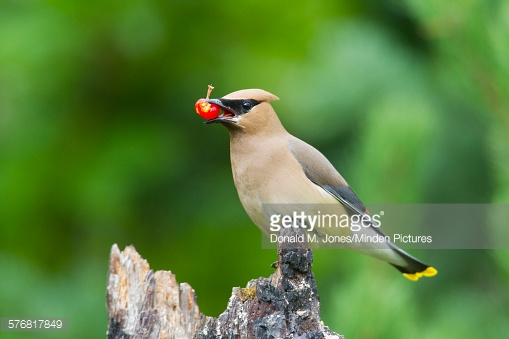 gettyimages
Donald M. Jones/Minden Pictures
576817849